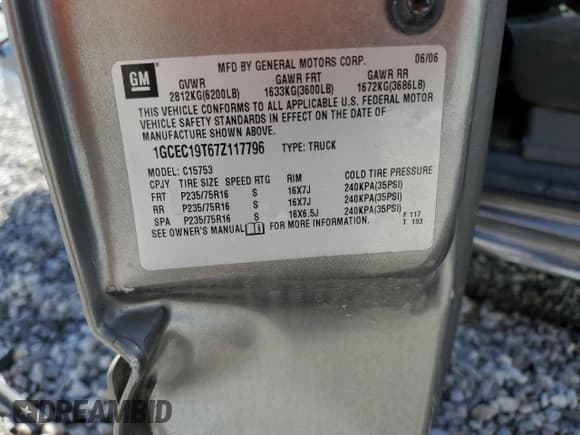 MFD BY GENERAL MOTORS CORP. 06/06
GM
GVWR GAWR FRT GAWR RR
2812KG(6200LB) 1633KG(3600LB) 1672KG(3686LB)
THIS VEHICLE CONFORMS TO ALL APPLICABLE U.S. FEDERAL MOTOR
VEHICLE SAFETY STANDARDS IN EFFECT ON THE DATE OF
MANUFACTURE SHOWN ABOVE.
1GCEC19T67Z117796 TYPE: TRUCK
MODEL: C15753
CPJY TIRE SIZE SPEED RTG RIM COLD TIRE PRESSURE
FRT P235/75R16 S 16X7J 240KPA(35PSI)
RR P235/75R16 S 16X7J 240KPA(35PSI)
SPA P235/75R16 S 16X6.5J 240KPA(35PSI)
SEE OWNER'S MANUAL FOR MORE INFORMATION.
F 117
T 193
DREAMBID